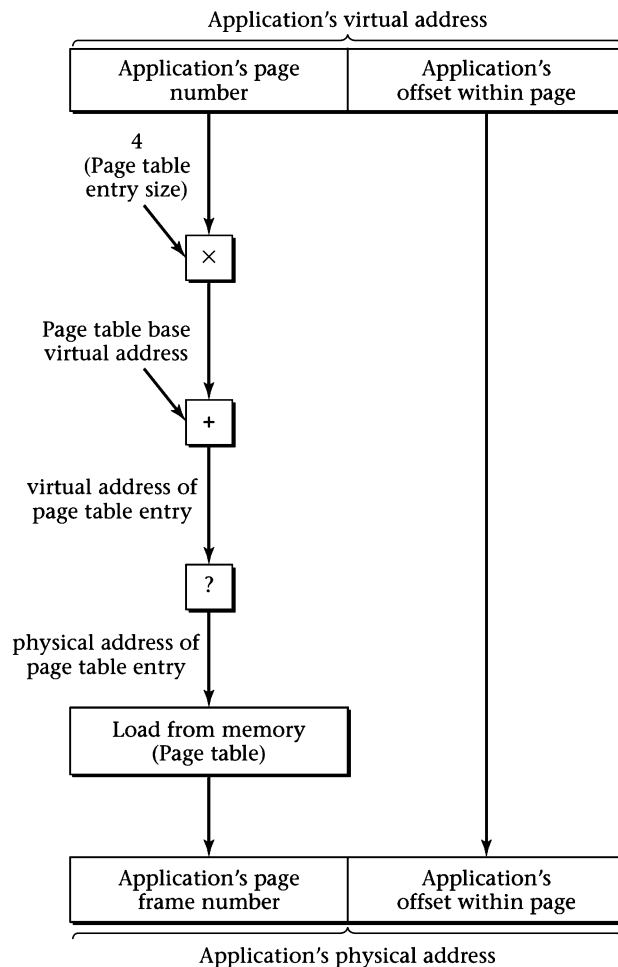 Application's virtual address
Application's page
number
Application's
offset within page
4
(Page table
entry size)
×
Page table base
virtual address
+
virtual address of
page table entry
?
physical address of
page table entry
Load from memory
(Page table)
Application's page
frame number
Application's
offset within page
Application's physical address